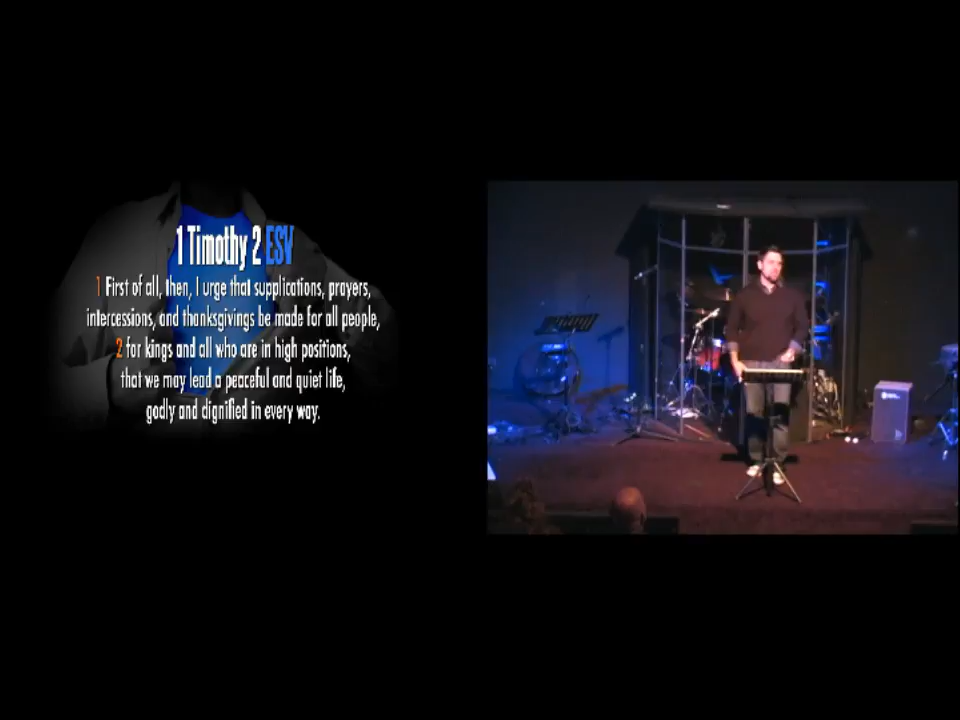 1 Timothy 2 ESV
1 First of all, then, I urge that supplications, prayers,
intercessions, and thanksgivings be made for all people,
2 for kings and all who are in high positions,
that we may lead a peaceful and quiet life,
godly and dignified in every way.